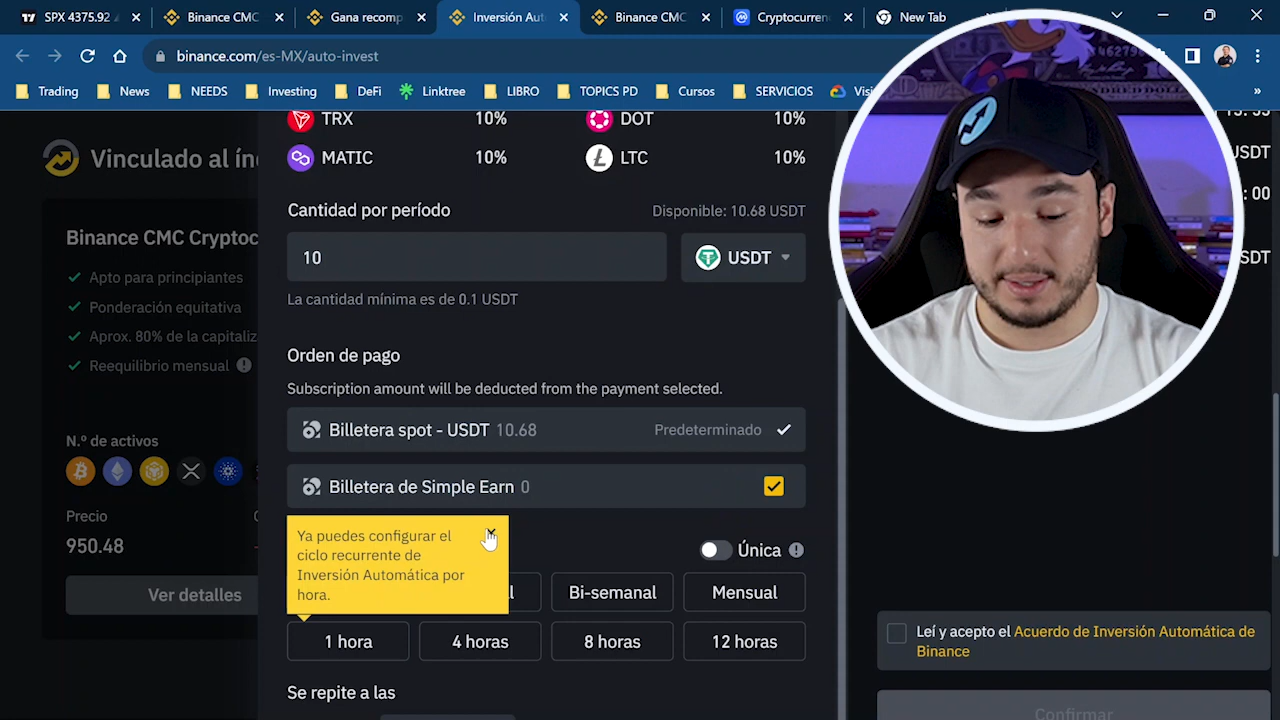 SPX 4375.92
Binance CMC
Gana recomp
Inversión Aut
Binance CMC
Cryptocurren
New Tab
binance.com/es-MX/auto-invest
Trading
News
NEEDS
Investing
DeFi
Linktree
LIBRO
TOPICS PD
Cursos
SERVICIOS
»
Vinculado al ín
Binance CMC Cryptoc
Apto para principiantes
Ponderación equitativa
Aprox. 80% de la capitaliz
Reequilibrio mensual
N.º de activos
Precio
950.48
Ver detalles
TRX 10% DOT 10%
MATIC 10% LTC 10%
Cantidad por período Disponible: 10.68 USDT
10 USDT
La cantidad mínima es de 0.1 USDT
Orden de pago
Subscription amount will be deducted from the payment selected.
Billetera spot - USDT 10.68 Predeterminado
Billetera de Simple Earn 0
Ya puedes configurar el
ciclo recurrente de
Inversión Automática por
hora.
Única
l Bi-semanal Mensual
1 hora 4 horas 8 horas 12 horas
Se repite a las
USDT
: 00
SDT
Leí y acepto el Acuerdo de Inversión Automática de
Binance
Confirmar